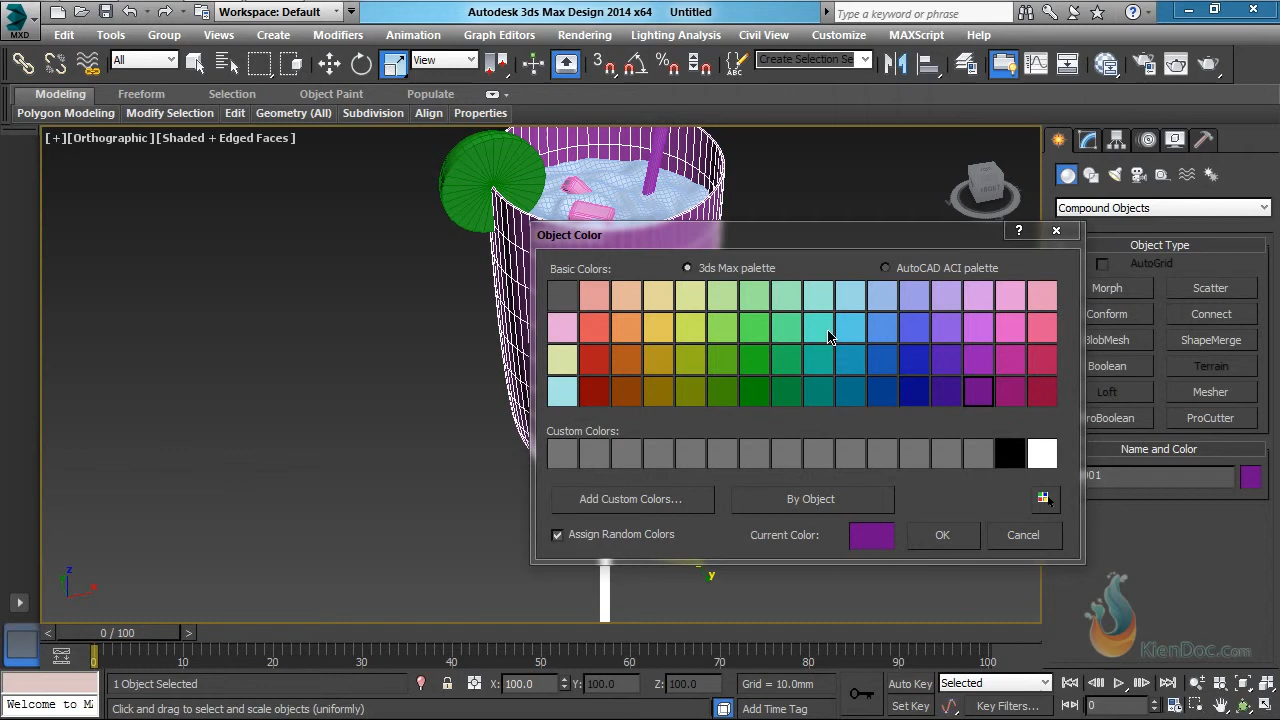 MXD
Workspace: Default
Autodesk 3ds Max Design 2014 x64 Untitled
Type a keyword or phrase
Edit Tools Group Views Create Modifiers Animation Graph Editors Rendering Lighting Analysis Civil View Customize MAXScript Help
All
View
3
Create Selection Se
Modeling Freeform Selection Object Paint Populate
Polygon Modeling Modify Selection Edit Geometry (All) Subdivision Align Properties
[+][Orthographic][Shaded + Edged Faces]
Compound Objects
Object Type
AutoGrid
Morph Scatter
Conform Connect
BlobMesh ShapeMerge
Boolean Terrain
Loft Mesher
ProBoolean ProCutter
Name and Color
001
Object Color
? ×
Basic Colors: 3ds Max palette AutoCAD ACI palette
Custom Colors:
Add Custom Colors... By Object
Assign Random Colors Current Color: OK Cancel
z
x
y
KienDoc.Com
< 0 / 100 >
0 10 20 30 40 50 60 70 80 90 100
1 Object Selected X: 100.0 Y: 100.0 Z: 100.0 Grid = 10.0mm Auto Key Selected
Welcome to M Click and drag to select and scale objects (uniformly) Add Time Tag Set Key Key Filters... 0